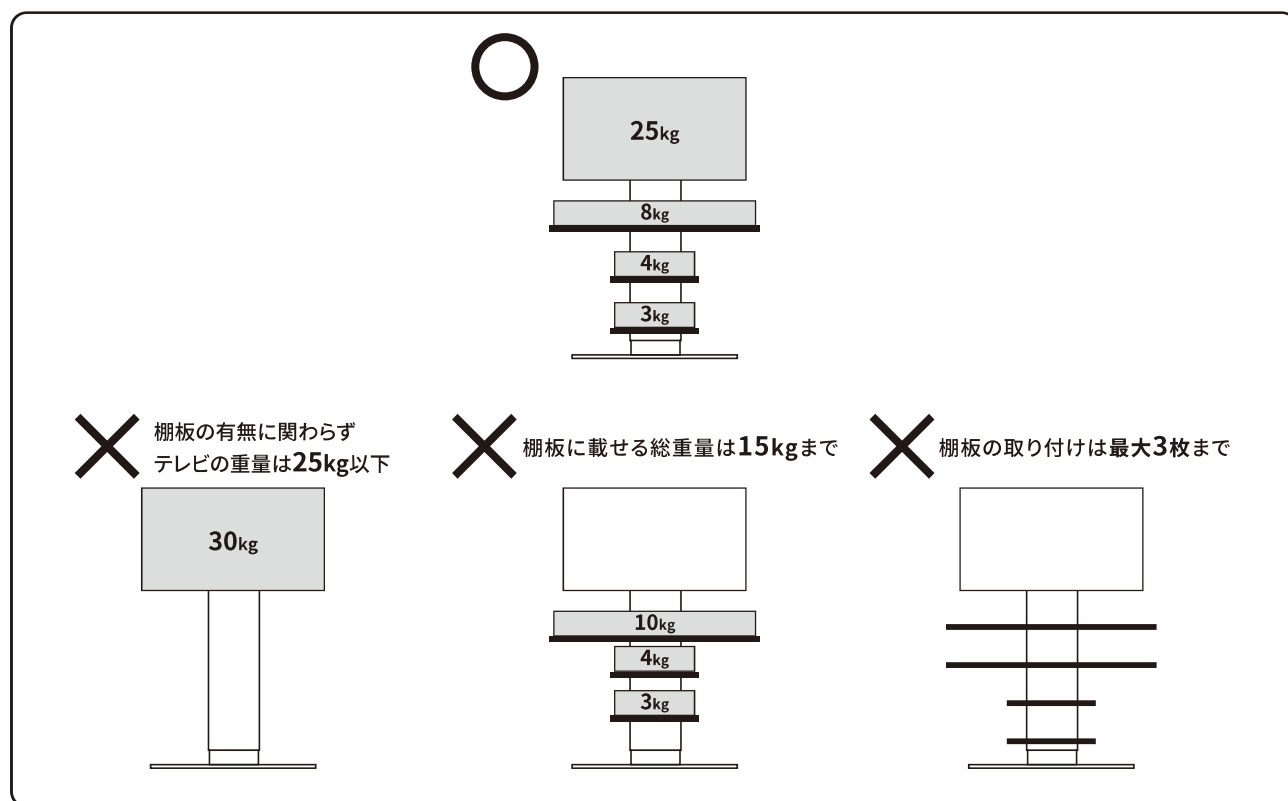 25kg
8kg
4kg
3kg
棚板の有無に関わらず
テレビの重量は25kg以下
棚板に載せる総重量は15kgまで
棚板の取り付けは最大3枚まで
30kg
10kg
4kg
3kg